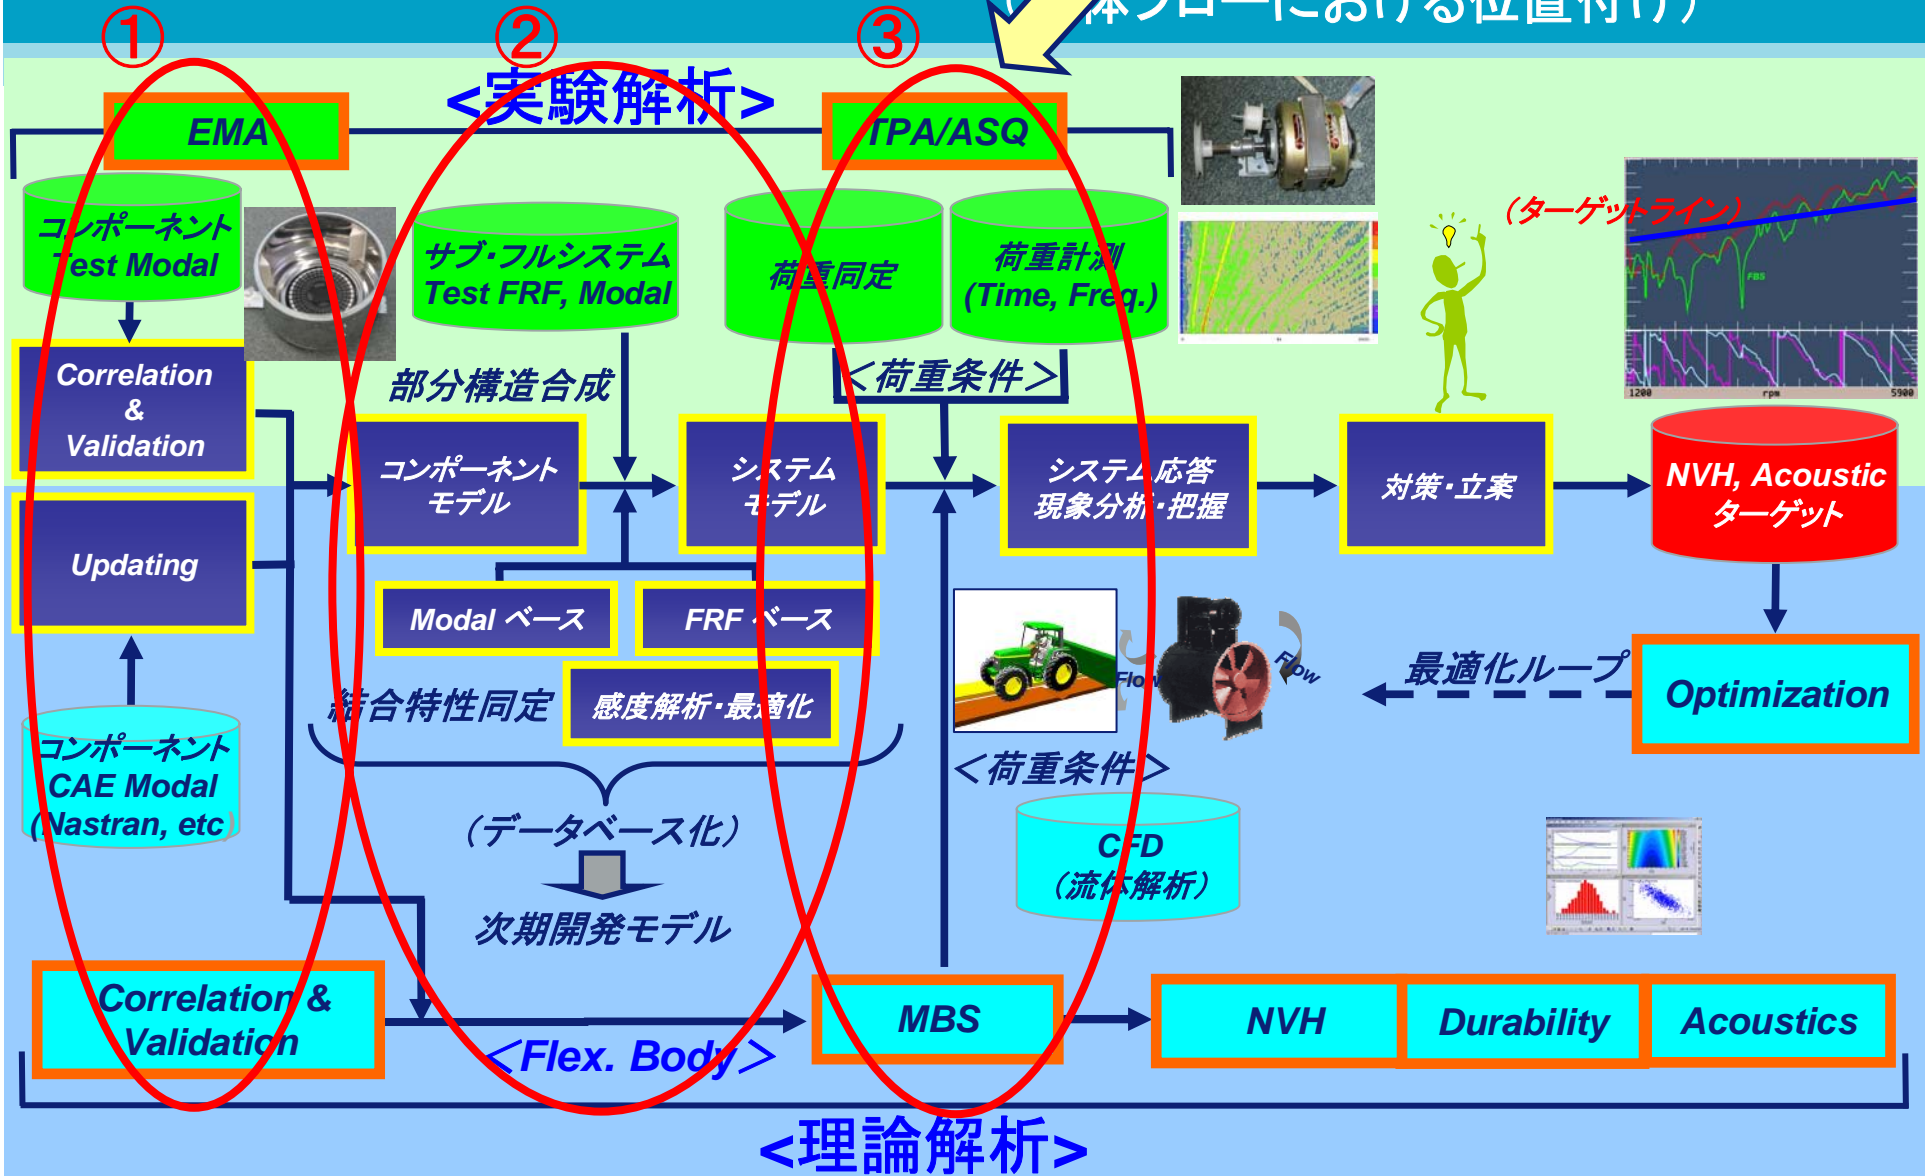 体フローにおける位置付け）
①
②
③
<実験解析>
EMA
TPA/ASQ
コンポーネント
Test Modal
サブ・フルシステム
Test FRF, Modal
荷重同定
荷重計測
(Time, Freq.)
（ターゲットライン）
FBS
1200
rpm
5900
Correlation
&
Validation
部分構造合成
＜荷重条件＞
コンポーネント
モデル
システム
モデル
システム応答
現象分析・把握
対策・立案
NVH, Acoustic
ターゲット
Updating
Modal ベース
FRF ベース
結合特性同定
感度解析・最適化
Flow
Flow
最適化ループ
Optimization
コンポーネント
CAE Modal
(Nastran, etc)
＜荷重条件＞
（データベース化）
CFD
（流体解析）
次期開発モデル
Correlation &
Validation
＜Flex. Body＞
MBS
NVH
Durability
Acoustics
<理論解析>